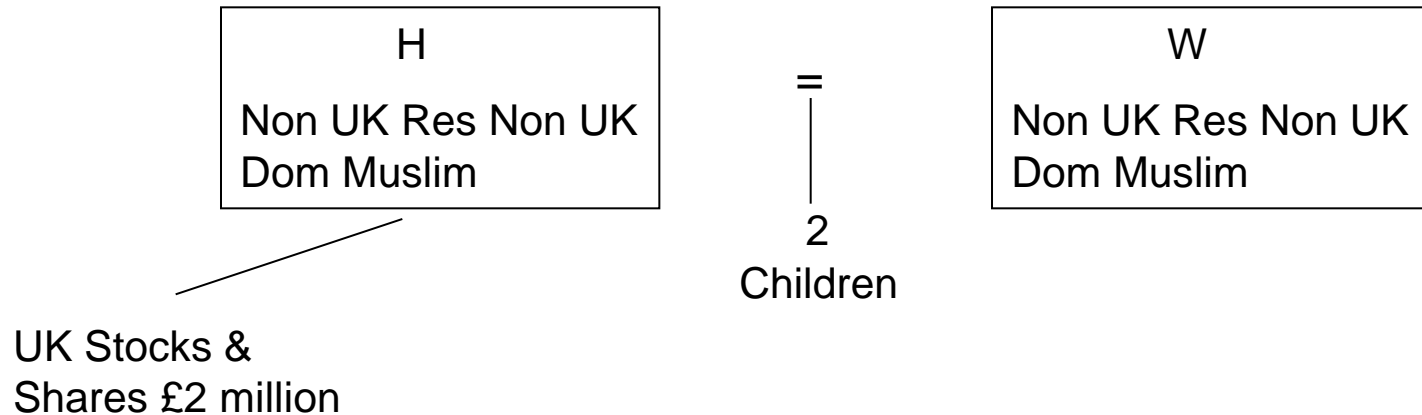 H
Non UK Res Non UK
Dom Muslim
=
W
Non UK Res Non UK
Dom Muslim
2
Children
UK Stocks &
Shares £2 million